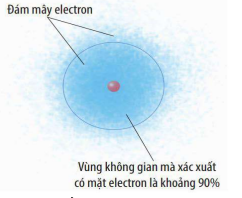 Đám mây electron
Vùng không gian mà xác xuất
có mặt electron là khoảng 90%